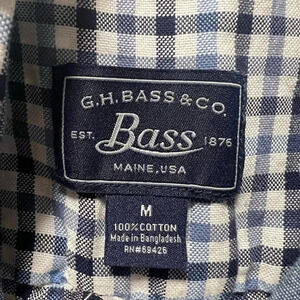 G.H. BASS & CO.
EST. Bass 1876
MAINE, USA
M
100% COTTON
Made in Bangladesh
RN#69426